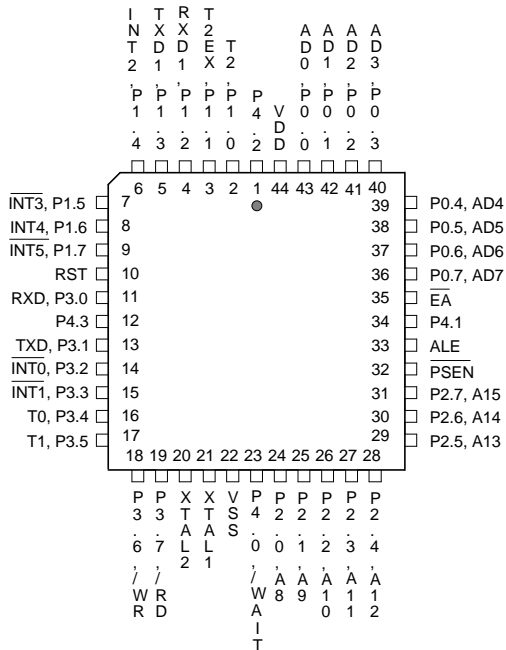 INT2, P1.4
TXD1, P1.3
RXD1, P1.2
T2EX, P1.1
T2, P1.0
P4.2
VDD
AD0, P0.0
AD1, P0.1
AD2, P0.2
AD3, P0.3
6 5 4 3 2 1 44 43 42 41 40
INT3, P1.5 7 39 P0.4, AD4
INT4, P1.6 8 38 P0.5, AD5
INT5, P1.7 9 37 P0.6, AD6
RST 10 36 P0.7, AD7
RXD, P3.0 11 35 EA
P4.3 12 34 P4.1
TXD, P3.1 13 33 ALE
INT0, P3.2 14 32 PSEN
INT1, P3.3 15 31 P2.7, A15
T0, P3.4 16 30 P2.6, A14
T1, P3.5 17 29 P2.5, A13
18 19 20 21 22 23 24 25 26 27 28
P3.6, /WR
P3.7, /RD
XTAL2
XTAL1
VSS
P4.0, /WAIT
P2.0, A8
P2.1, A9
P2.2, A10
P2.3, A11
P2.4, A12